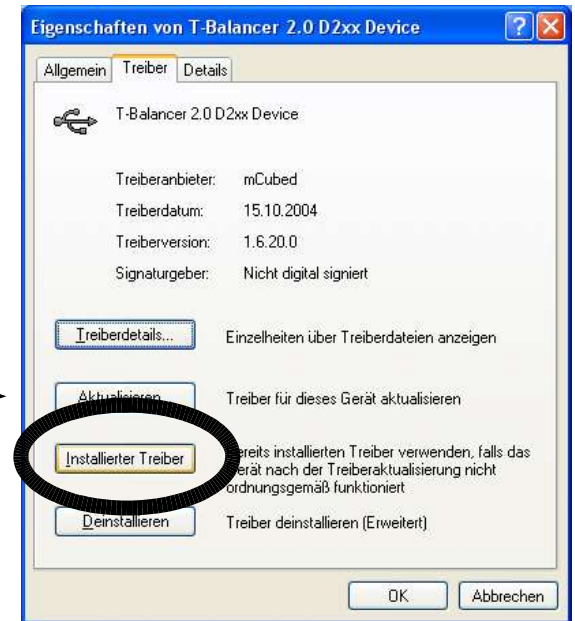 Eigenschaften von T-Balancer 2.0 D2xx Device
Allgemein Treiber Details
T-Balancer 2.0 D2xx Device
Treiberanbieter: mCubed
Treiberdatum: 15.10.2004
Treiberversion: 1.6.20.0
Signaturgeber: Nicht digital signiert
Treiberdetails... Einzelheiten über Treiberdateien anzeigen
Aktualisieren... Treiber für dieses Gerät aktualisieren
Installierter Treiber ereits installierten Treiber verwenden, falls das
erät nach der Treiberaktualisierung nicht
ordnungsgemäß funktioniert
Deinstallieren Treiber deinstallieren (Erweitert)
OK Abbrechen